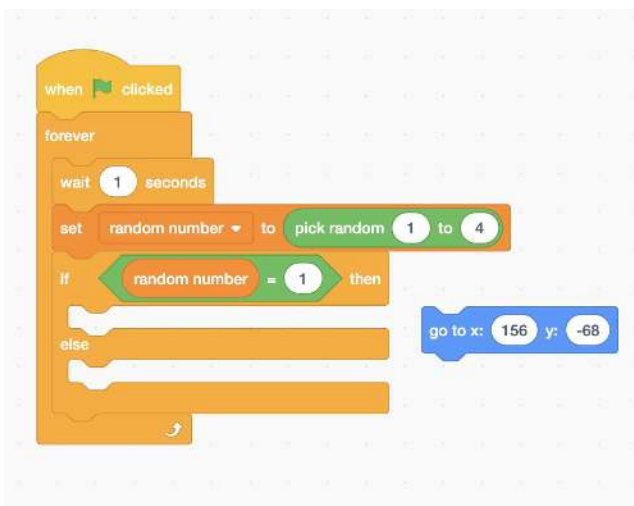 when clicked
forever
wait 1 seconds
set random number to pick random 1 to 4
if random number = 1 then
go to x: 156 y: -68
else